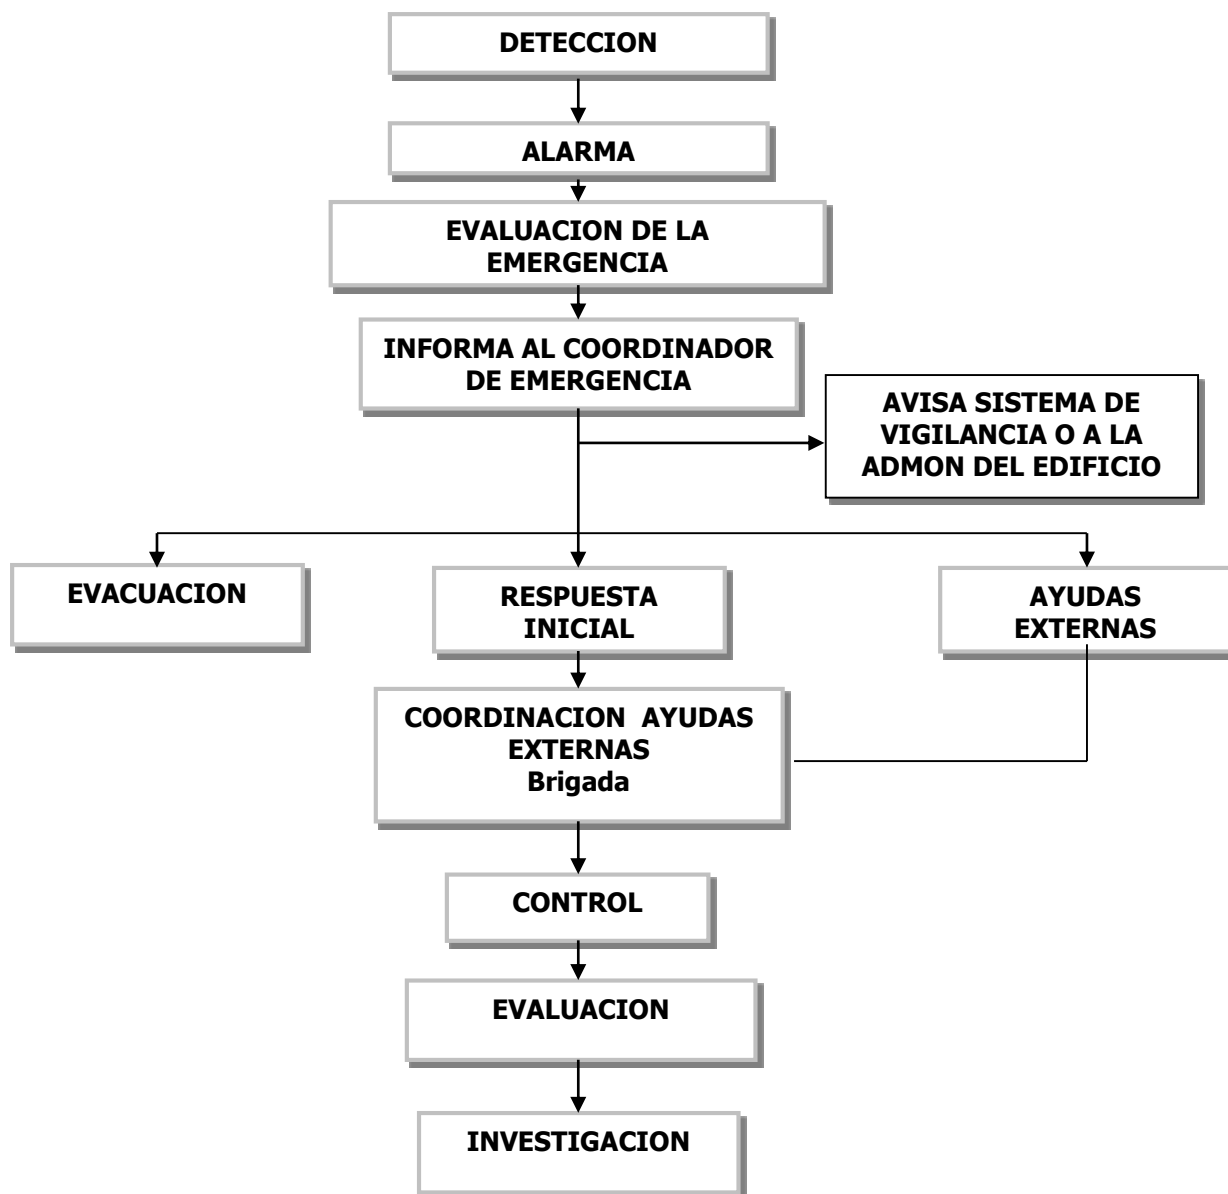 DETECCION
ALARMA
EVALUACION DE LA
EMERGENCIA
INFORMA AL COORDINADOR
DE EMERGENCIA
AVISA SISTEMA DE
VIGILANCIA O A LA
ADMON DEL EDIFICIO
EVACUACION
RESPUESTA
INICIAL
AYUDAS
EXTERNAS
COORDINACION  AYUDAS
EXTERNAS
Brigada
CONTROL
EVALUACION
INVESTIGACION